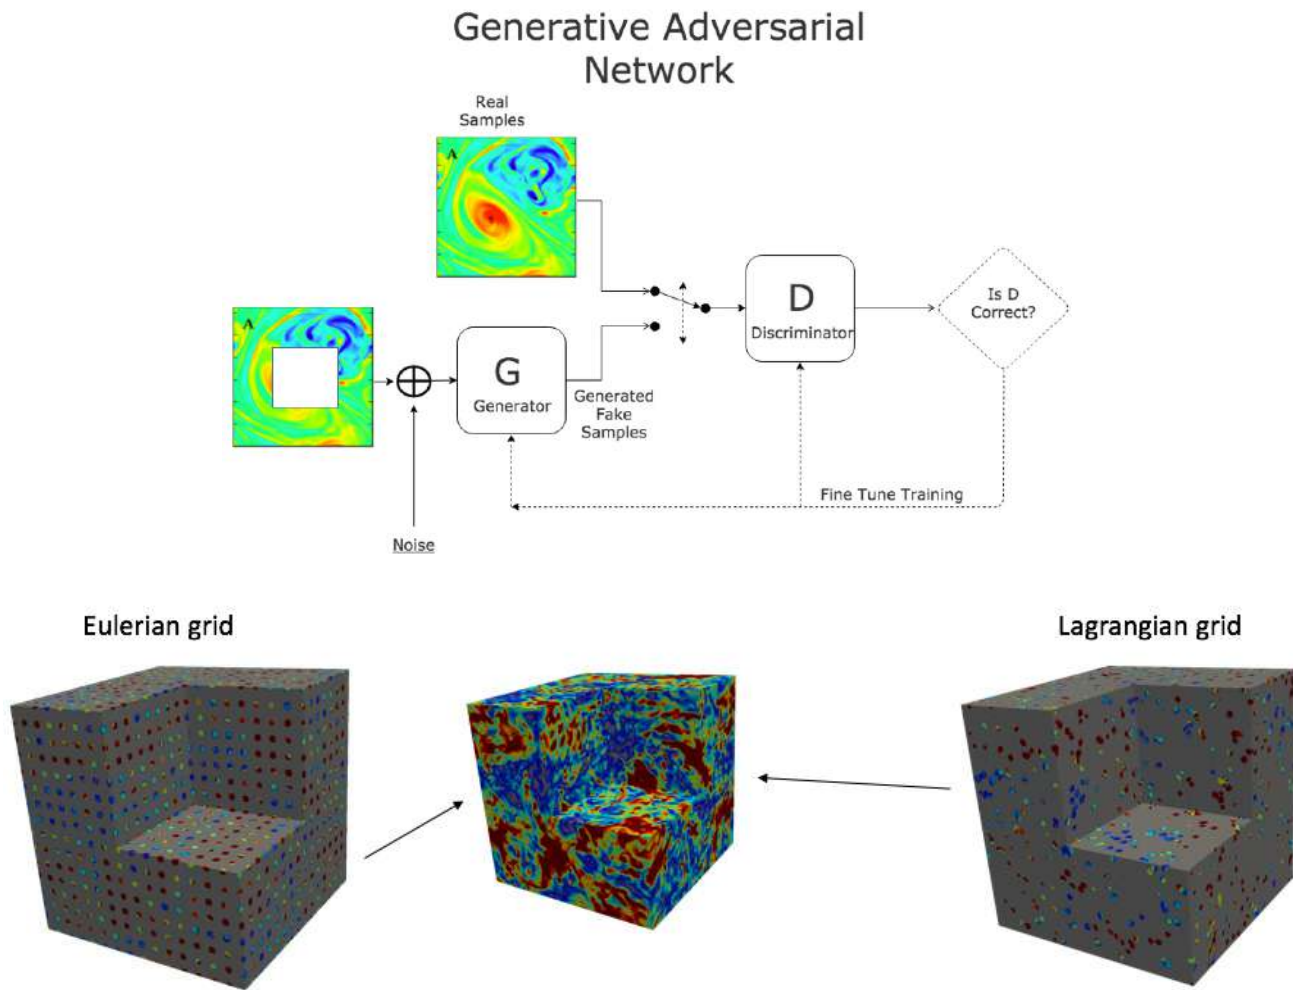 Generative Adversarial
Network
Real
Samples
A
A
G
Generator
Generated
Fake
Samples
D
Discriminator
Is D
Correct?
Fine Tune Training
Noise
Eulerian grid
Lagrangian grid